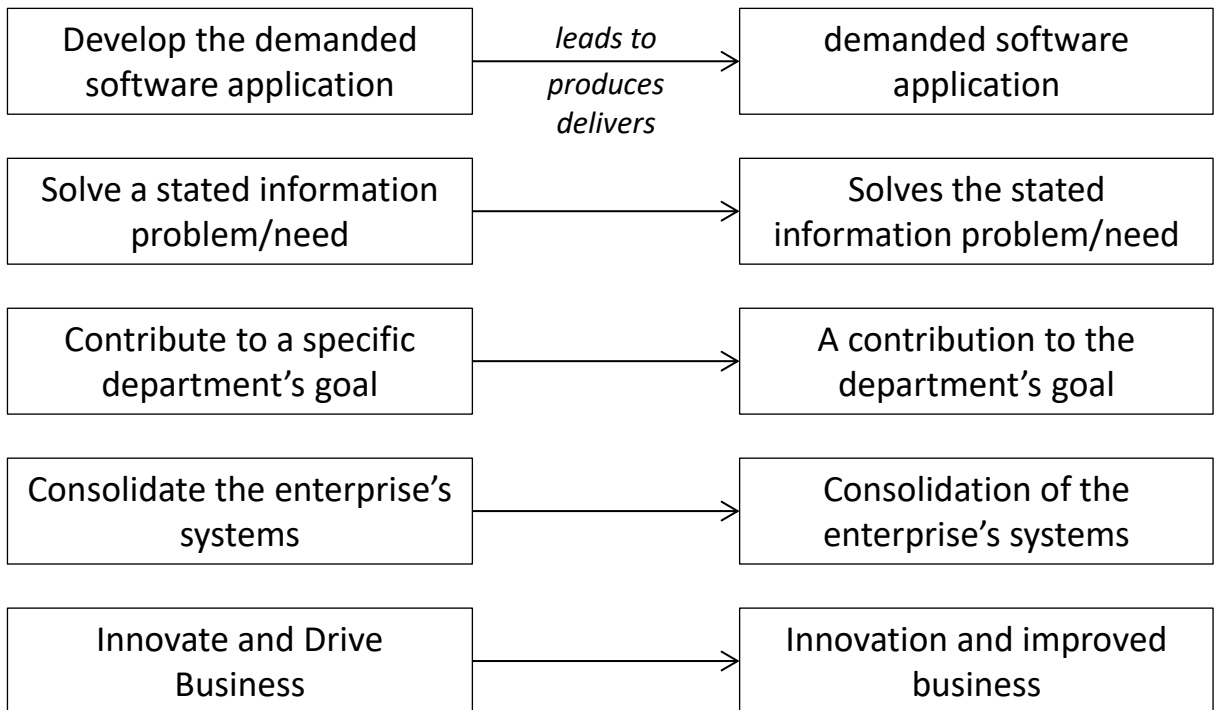 Develop the demanded
software application
leads to
produces
delivers
demanded software
application
Solve a stated information
problem/need
Solves the stated
information problem/need
Contribute to a specific
department’s goal
A contribution to the
department’s goal
Consolidate the enterprise’s
systems
Consolidation of the
enterprise’s systems
Innovate and Drive
Business
Innovation and improved
business